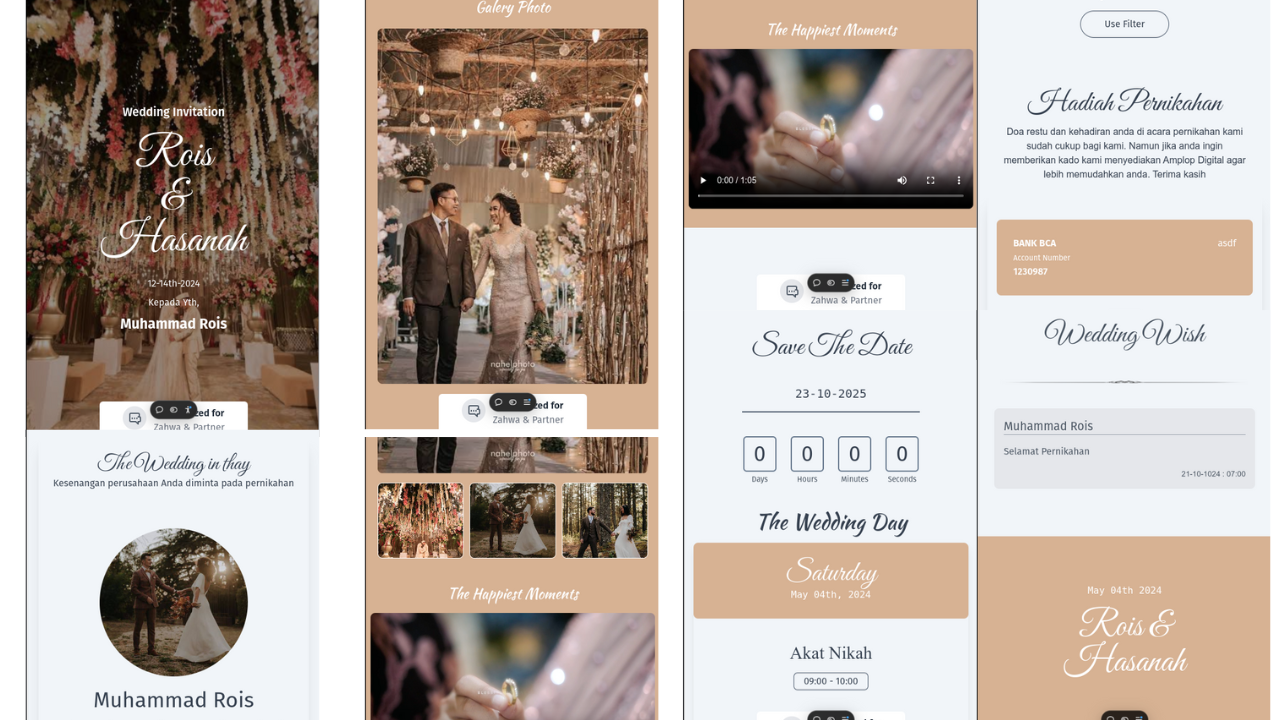 Wedding Invitation
Rois
&
Hasanah
12-14th-2024
Kepada Yth,
Muhammad Rois
zed for
Zahwa & Partner
The Wedding in thay
Kesenangan perusahaan Anda diminta pada pernikahan
Muhammad Rois
Galery Photo
nahelphoto
zed for
Zahwa & Partner
The Happiest Moments
The Happiest Moments
0:00 / 1:05
zed for
Zahwa & Partner
Save The Date
23-10-2025
0 0 0 0
Days Hours Minutes Seconds
The Wedding Day
Saturday
May 04th, 2024
Akat Nikah
09:00 - 10:00
Use Filter
Hadiah Pernikahan
Doa restu dan kehadiran anda di acara pernikahan kami
sudah cukup bagi kami. Namun jika anda ingin
memberikan kado kami menyediakan Amplop Digital agar
lebih memudahkan anda. Terima kasih
BANK BCA asdf
Account Number
1230987
Wedding Wish
Muhammad Rois
Selamat Pernikahan
21-10-1024 : 07:00
May 04th 2024
Rois &
Hasanah